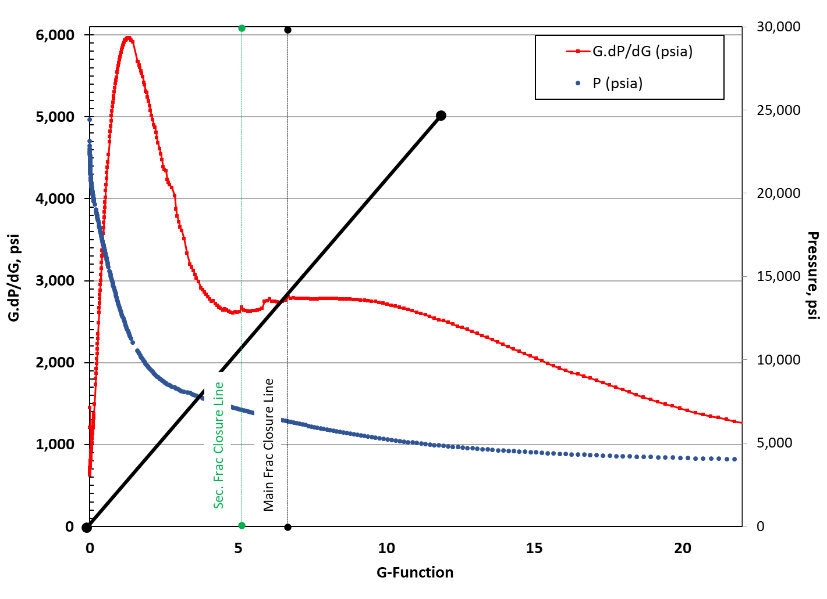 G.dP/dG (psia)
P (psia)
G.dP/dG, psi
6,000
5,000
4,000
3,000
2,000
1,000
0
30,000
25,000
20,000
15,000
10,000
5,000
0
Pressure, psi
Sec. Frac Closure Line
Main Frac Closure Line
0
5
10
15
20
G-Function